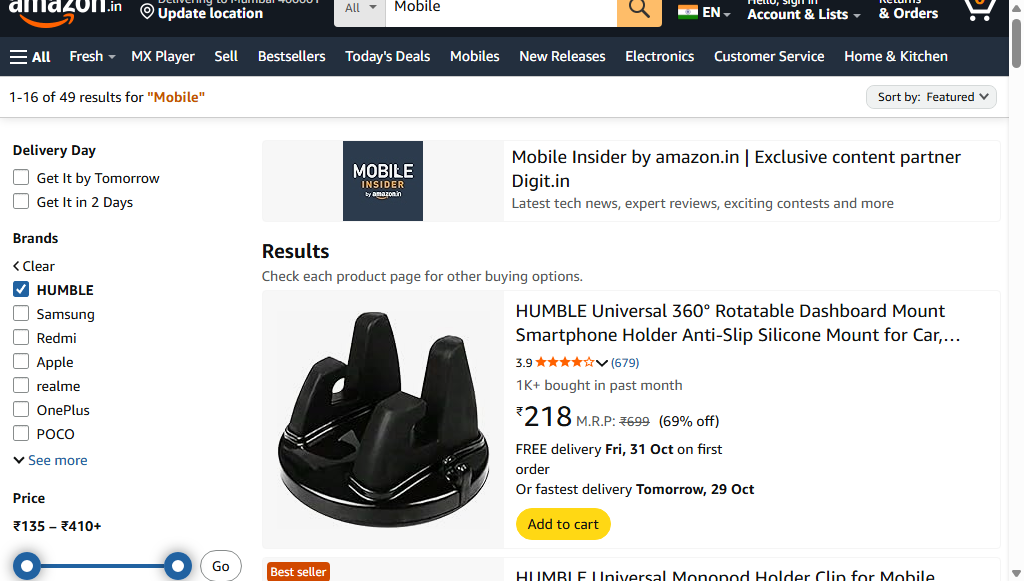 amazon.in
Delivering to Mumbai 400001
Update location
All
Mobile
EN
Hello, sign in
Account & Lists
Returns
& Orders
0
All
Fresh
MX Player
Sell
Bestsellers
Today's Deals
Mobiles
New Releases
Electronics
Customer Service
Home & Kitchen
1-16 of 49 results for "Mobile"
Sort by: Featured
Delivery Day
Get It by Tomorrow
Get It in 2 Days
Brands
Clear
HUMBLE
Samsung
Redmi
Apple
realme
OnePlus
POCO
See more
Price
₹135 – ₹410+
Go
MOBILE
INSIDER
by amazon.in
Mobile Insider by amazon.in | Exclusive content partner
Digit.in
Latest tech news, expert reviews, exciting contests and more
Results
Check each product page for other buying options.
HUMBLE Universal 360° Rotatable Dashboard Mount
Smartphone Holder Anti-Slip Silicone Mount for Car,…
3.9 (679)
1K+ bought in past month
₹218 M.R.P: ₹699 (69% off)
FREE delivery Fri, 31 Oct on first
order
Or fastest delivery Tomorrow, 29 Oct
Add to cart
Best seller
HUMBLE Universal Monopod Holder Clip for Mobile